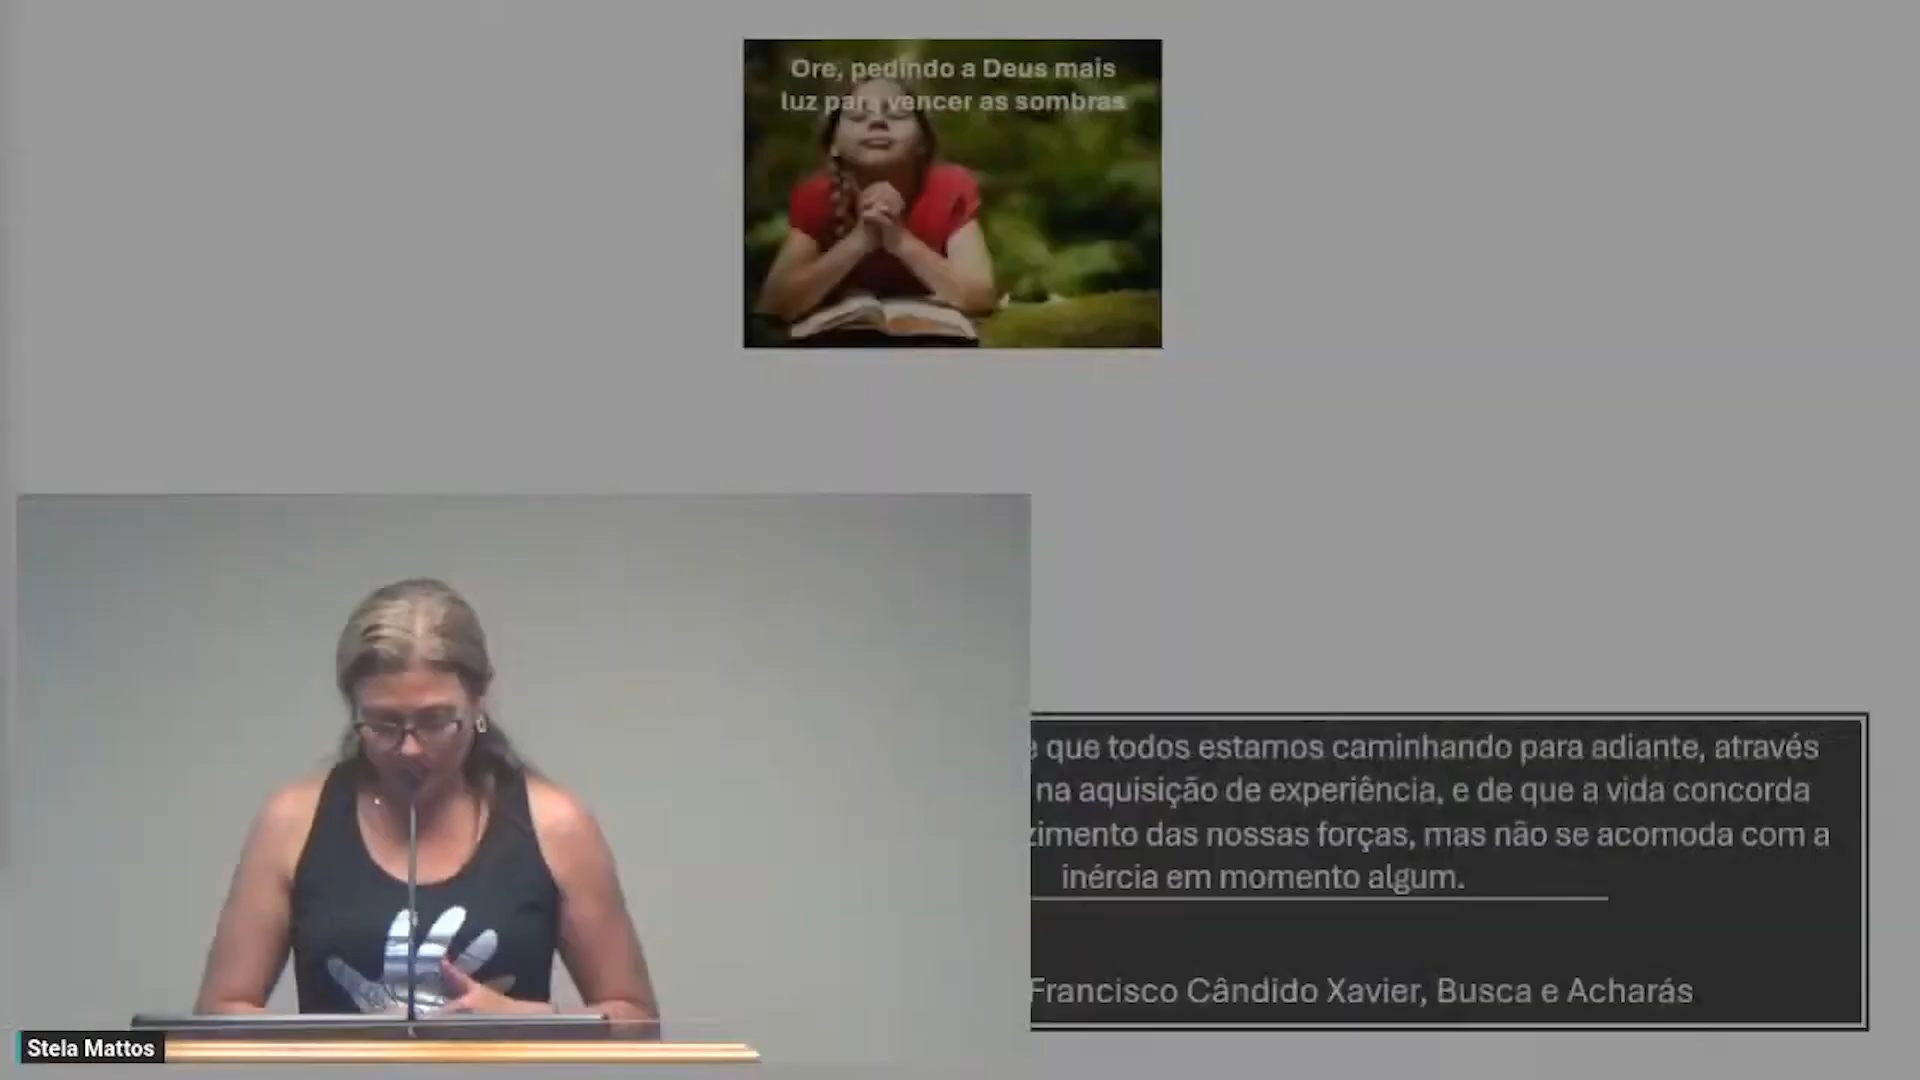 Ore, pedindo a Deus mais
luz para vencer as sombras
e que todos estamos caminhando para adiante, através
na aquisição de experiência, e de que a vida concorda
zimento das nossas forças, mas não se acomoda com a
inércia em momento algum.
Francisco Cândido Xavier, Busca e Acharás
Stela Mattos